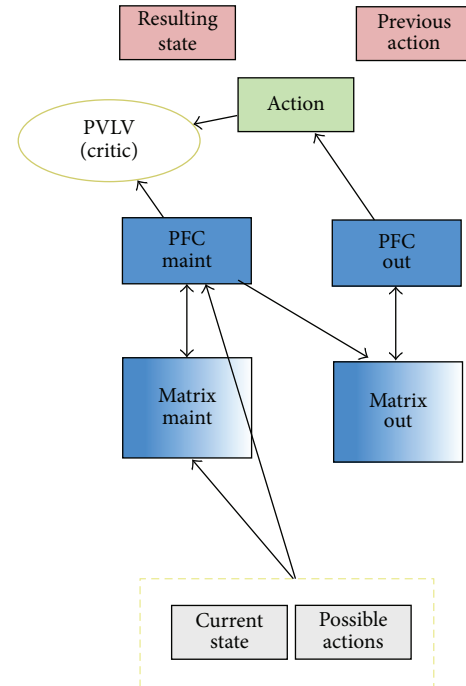 Resulting
state
Previous
action
Action
PVLV
(critic)
PFC
maint
PFC
out
Matrix
maint
Matrix
out
Current
state
Possible
actions